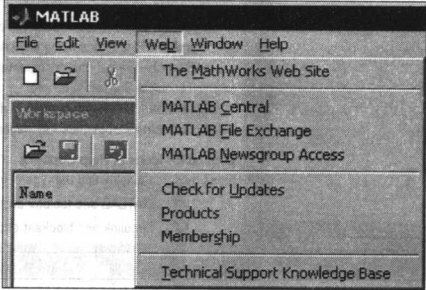 MATLAB
File Edit View Web Window Help
The MathWorks Web Site
Workspace
MATLAB Central
MATLAB File Exchange
MATLAB Newsgroup Access
Name
Check for Updates
Products
Membership
Technical Support Knowledge Base